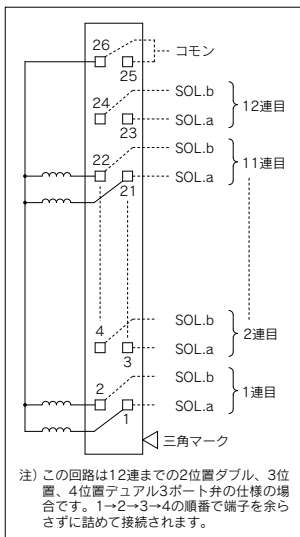 26
コモン
25
24
SOL.b
SOL.a
12連目
23
22
SOL.b
SOL.a
11連目
21
4
SOL.b
SOL.a
2連目
3
2
SOL.b
SOL.a
1連目
1
三角マーク
注）この回路は12連までの2位置ダブル、3位
置、4位置デュアル3ポート弁の仕様の場
合です。1→2→3→4の順番で端子を余ら
さずに詰めて接続されます。